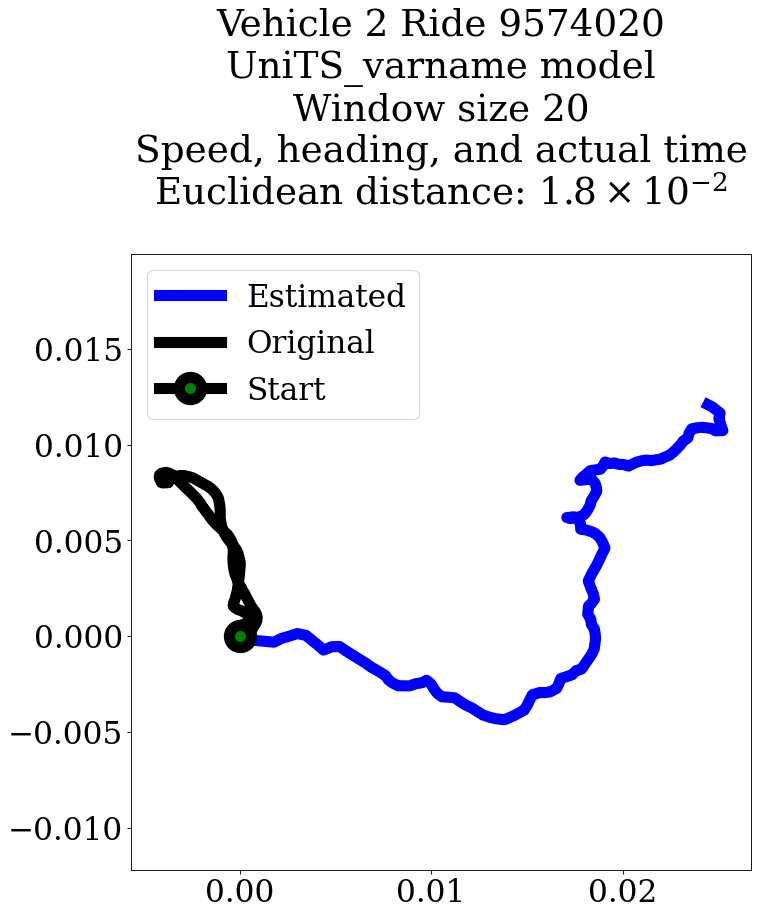 Vehicle 2 Ride 9574020
UniTS_varname model
Window size 20
Speed, heading, and actual time
Euclidean distance: 1.8 × 10⁻²
Estimated
Original
Start
0.015
0.010
0.005
0.000
−0.005
−0.010
0.00 0.01 0.02